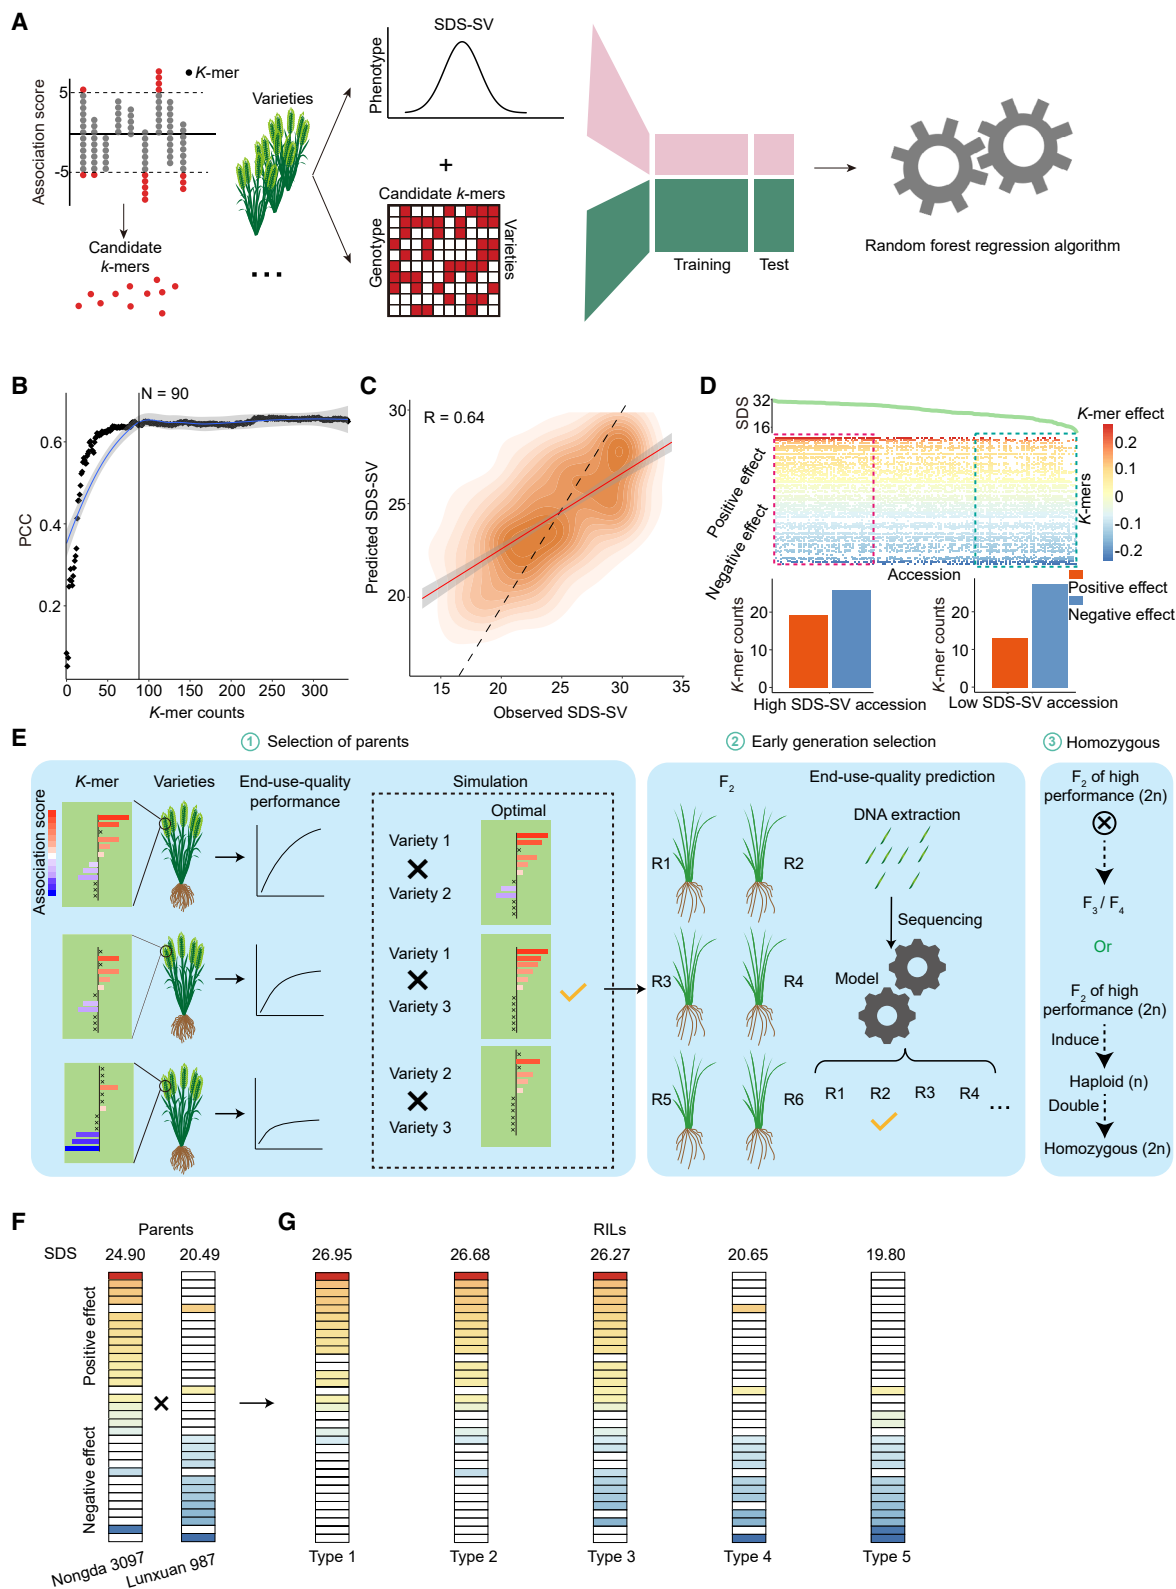 A
SDS-SV
K-mer
Association score
5
-5
Varieties
Phenotype
+
Candidate k-mers
Genotype
Varieties
Candidate
k-mers
...
Training
Test
Random forest regression algorithm
B
N = 90
PCC
0.6
0.4
0.2
0
50
100
150
200
250
300
K-mer counts
C
R = 0.64
Predicted SDS-SV
30
25
20
15
20
25
30
35
Observed SDS-SV
D
SDS
32
16
Positive effect
Negative effect
K-mer effect
0.2
0.1
0
-0.1
-0.2
K-mers
Accession
Positive effect
Negative effect
K-mer counts
20
10
0
High SDS-SV accession
K-mer counts
20
10
0
Low SDS-SV accession
E
1 Selection of parents
K-mer
Varieties
End-use-quality
performance
Simulation
Association score
Optimal
Variety 1
Variety 2
Variety 1
Variety 3
Variety 2
Variety 3
2 Early generation selection
F2
End-use-quality prediction
DNA extraction
R1
R2
Sequencing
R3
R4
Model
R5
R6
R1
R2
R3
R4
...
3 Homozygous
F2 of high
performance (2n)
F3 / F4
Or
F2 of high
performance (2n)
Induce
Haploid (n)
Double
Homozygous (2n)
F
Parents
SDS
24.90
20.49
Positive effect
Negative effect
Nongda 3097
Lunxuan 987
G
RILs
26.95
26.68
26.27
20.65
19.80
Type 1
Type 2
Type 3
Type 4
Type 5